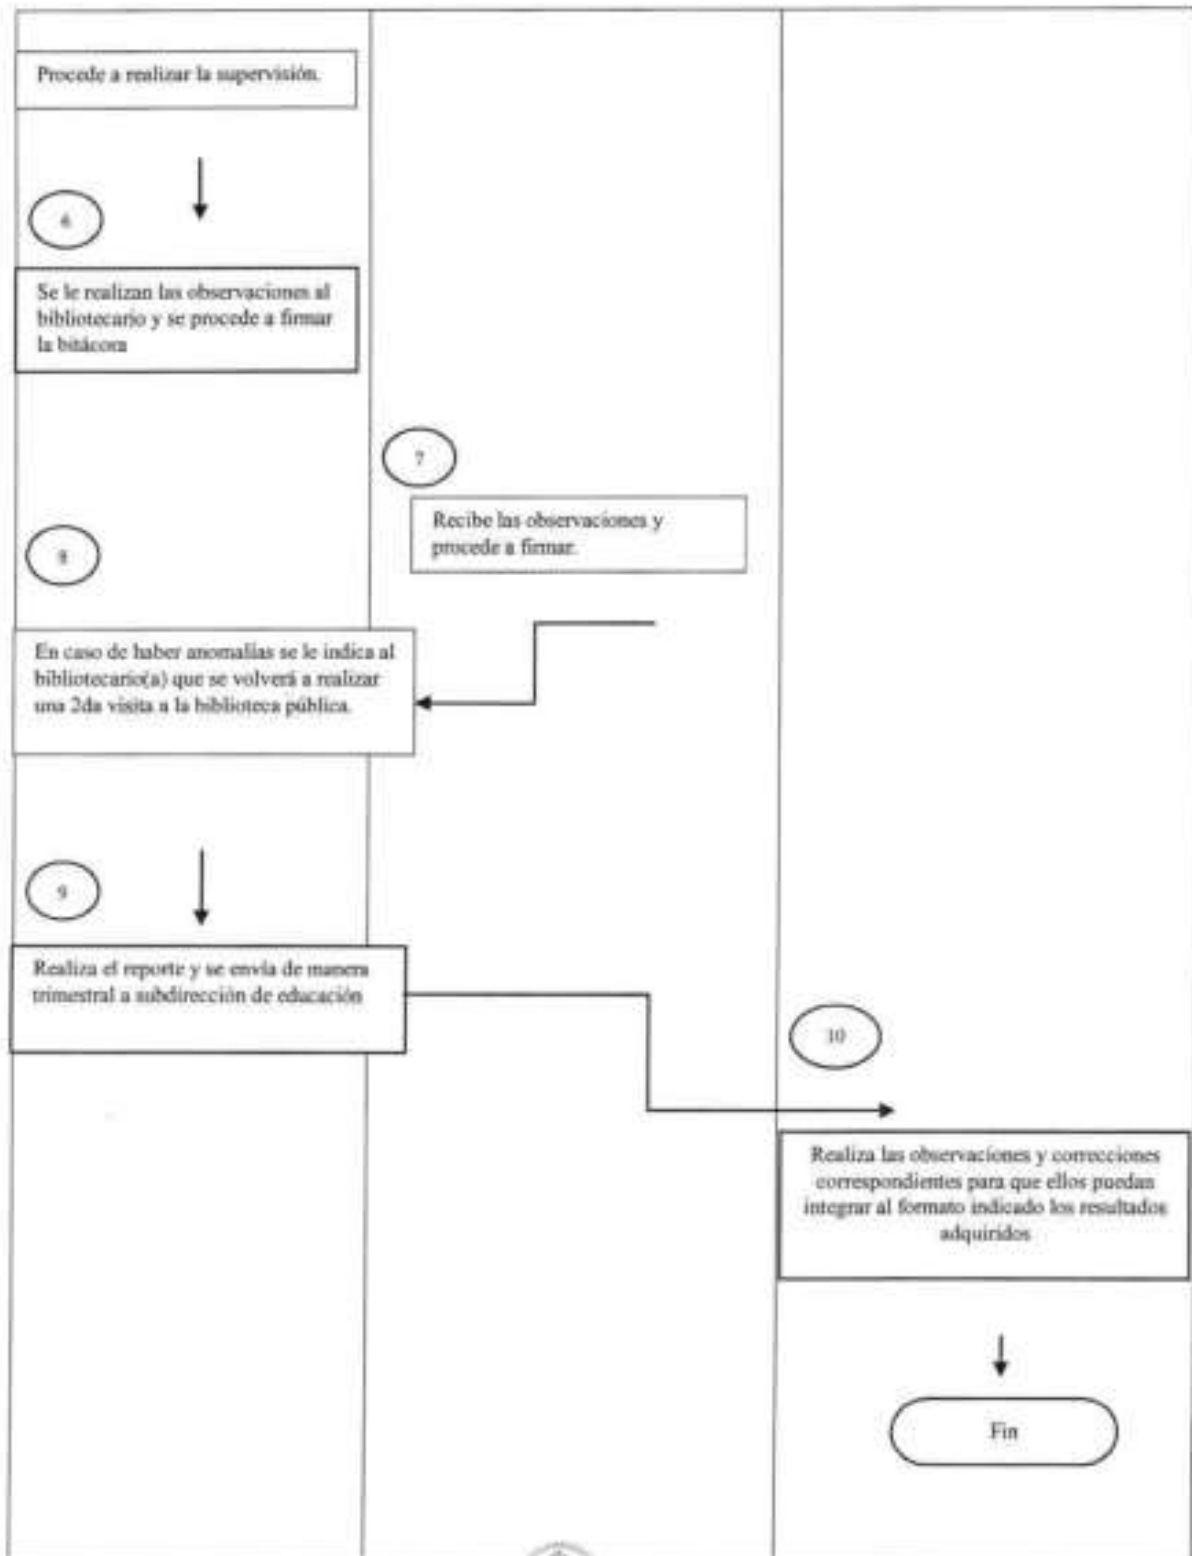 Procede a realizar la supervisión.
6
Se le realizan las observaciones al
bibliotecario y se procede a firmar
la bitácora
7
Recibe las observaciones y
procede a firmar.
8
En caso de haber anomalías se le indica al
bibliotecario(a) que se volverá a realizar
una 2da visita a la biblioteca pública.
9
Realiza el reporte y se envía de manera
trimestral a subdirección de educación
10
Realiza las observaciones y correcciones
correspondientes para que ellos puedan
integrar al formato indicado los resultados
adquiridos
Fin